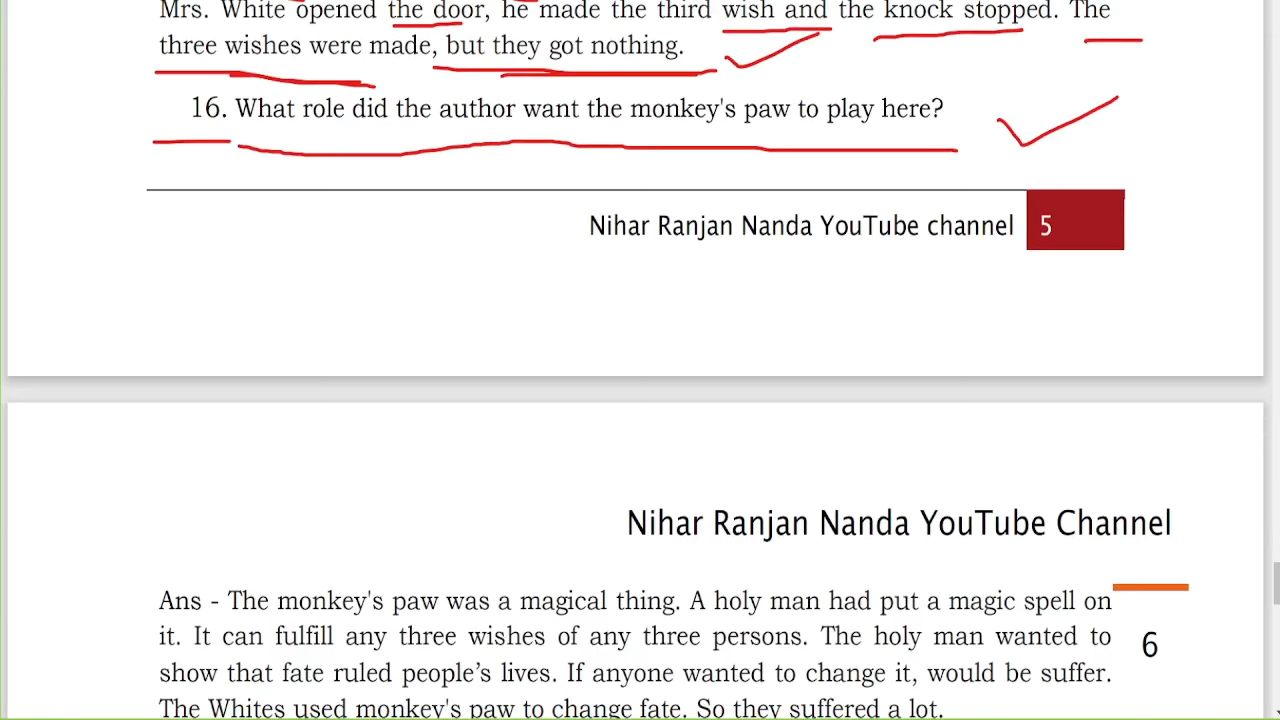 Mrs. White opened the door, he made the third wish and the knock stopped. The
three wishes were made, but they got nothing.
16. What role did the author want the monkey's paw to play here?
Nihar Ranjan Nanda YouTube channel 5
Nihar Ranjan Nanda YouTube Channel
Ans - The monkey's paw was a magical thing. A holy man had put a magic spell on
it. It can fulfill any three wishes of any three persons. The holy man wanted to
6
show that fate ruled people’s lives. If anyone wanted to change it, would be suffer.
The Whites used monkey's paw to change fate. So they suffered a lot.